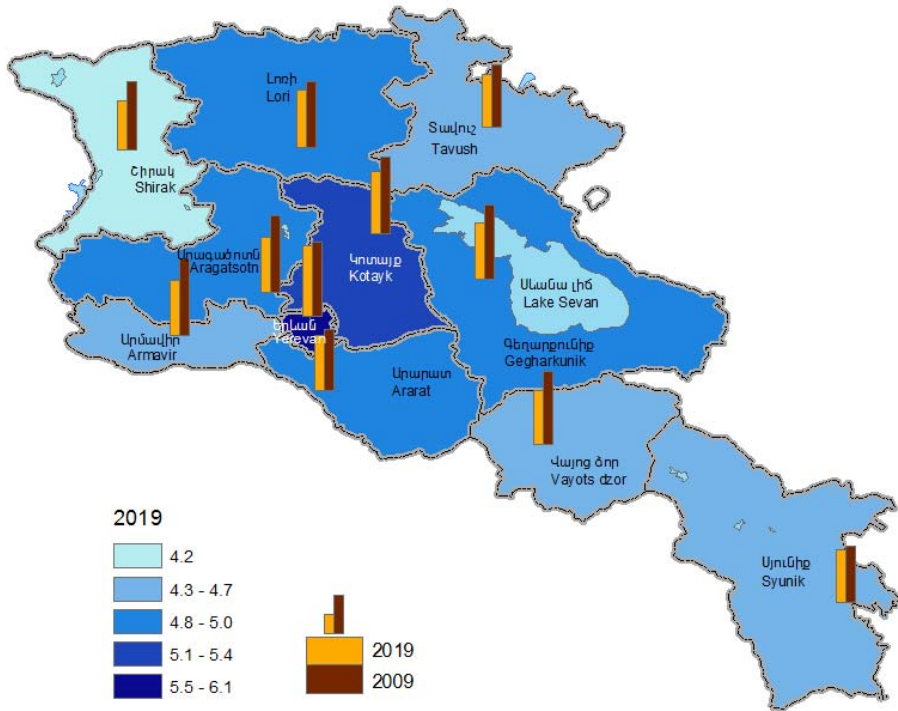 Լոռի
Lori
Տավուշ
Tavush
Շիրակ
Shirak
Արագածոտն
Aragatsotn
Կոտայք
Kotayk
Սևանա լիճ
Lake Sevan
Երևան
Yerevan
Արմավիր
Armavir
Գեղարքունիք
Gegharkunik
Արարատ
Ararat
Վայոց ձոր
Vayots dzor
Սյունիք
Syunik
2019
4.2
4.3 - 4.7
4.8 - 5.0
5.1 - 5.4
5.5 - 6.1
2019
2009